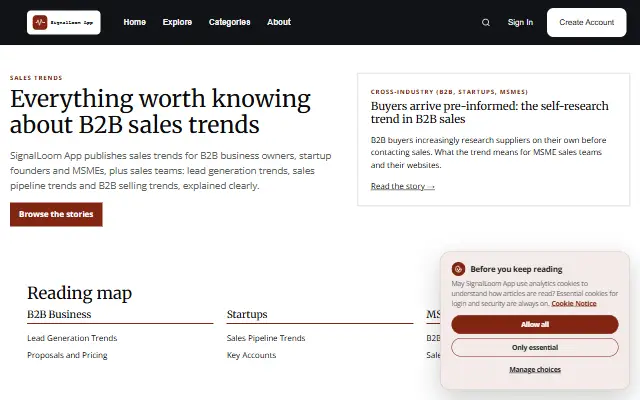 SignalLoom App
Home
Explore
Categories
About
Sign In
Create Account
SALES TRENDS
Everything worth knowing
about B2B sales trends
SignalLoom App publishes sales trends for B2B business owners, startup
founders and MSMEs, plus sales teams: lead generation trends, sales
pipeline trends and B2B selling trends, explained clearly.
Browse the stories
CROSS-INDUSTRY (B2B, STARTUPS, MSMES)
Buyers arrive pre-informed: the self-research
trend in B2B sales
B2B buyers increasingly research suppliers on their own before
contacting sales. What the trend means for MSME sales teams
and their websites.
Read the story →
Reading map
B2B Business
Lead Generation Trends
Proposals and Pricing
Startups
Sales Pipeline Trends
Key Accounts
MS
B2B
Sale
Before you keep reading
May SignalLoom App use analytics cookies to
understand how articles are read? Essential cookies for
login and security are always on. Cookie Notice
Allow all
Only essential
Manage choices